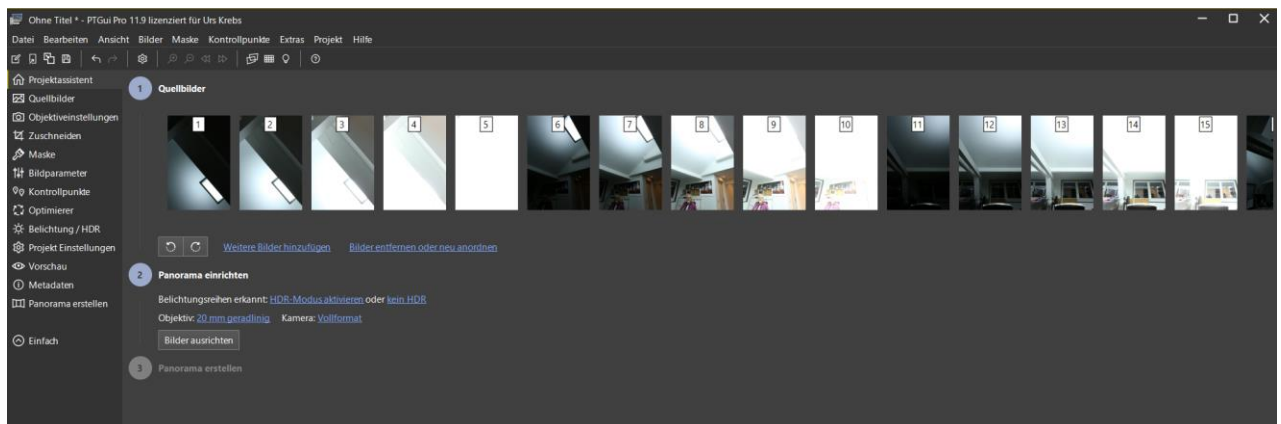 Ohne Titel * - PTGui Pro 11.9 lizenziert für Urs Krebs
Datei Bearbeiten Ansicht Bilder Maske Kontrollpunkte Extras Projekt Hilfe
Projektassistent
Quellbilder
Objektiveinstellungen
Zuschneiden
Maske
Bildparameter
Kontrollpunkte
Optimierer
Belichtung / HDR
Projekt Einstellungen
Vorschau
Metadaten
Panorama erstellen
Einfach
1 Quellbilder
1 2 3 4 5 6 7 8 9 10 11 12 13 14 15
Weitere Bilder hinzufügen Bilder entfernen oder neu anordnen
2 Panorama einrichten
Belichtungsreihen erkannt: HDR-Modus aktivieren oder kein HDR
Objektiv: 20 mm geradlinig Kamera: Vollformat
Bilder ausrichten
3 Panorama erstellen